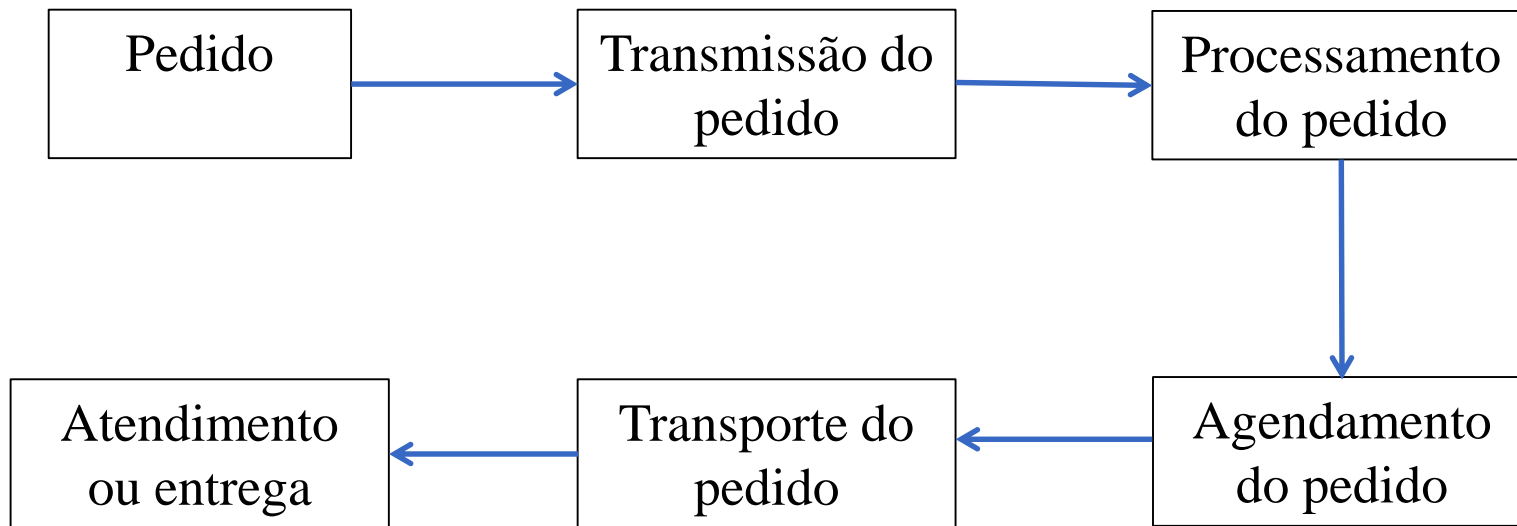 Pedido
Transmissão do
pedido
Processamento
do pedido
Agendamento
do pedido
Transporte do
pedido
Atendimento
ou entrega